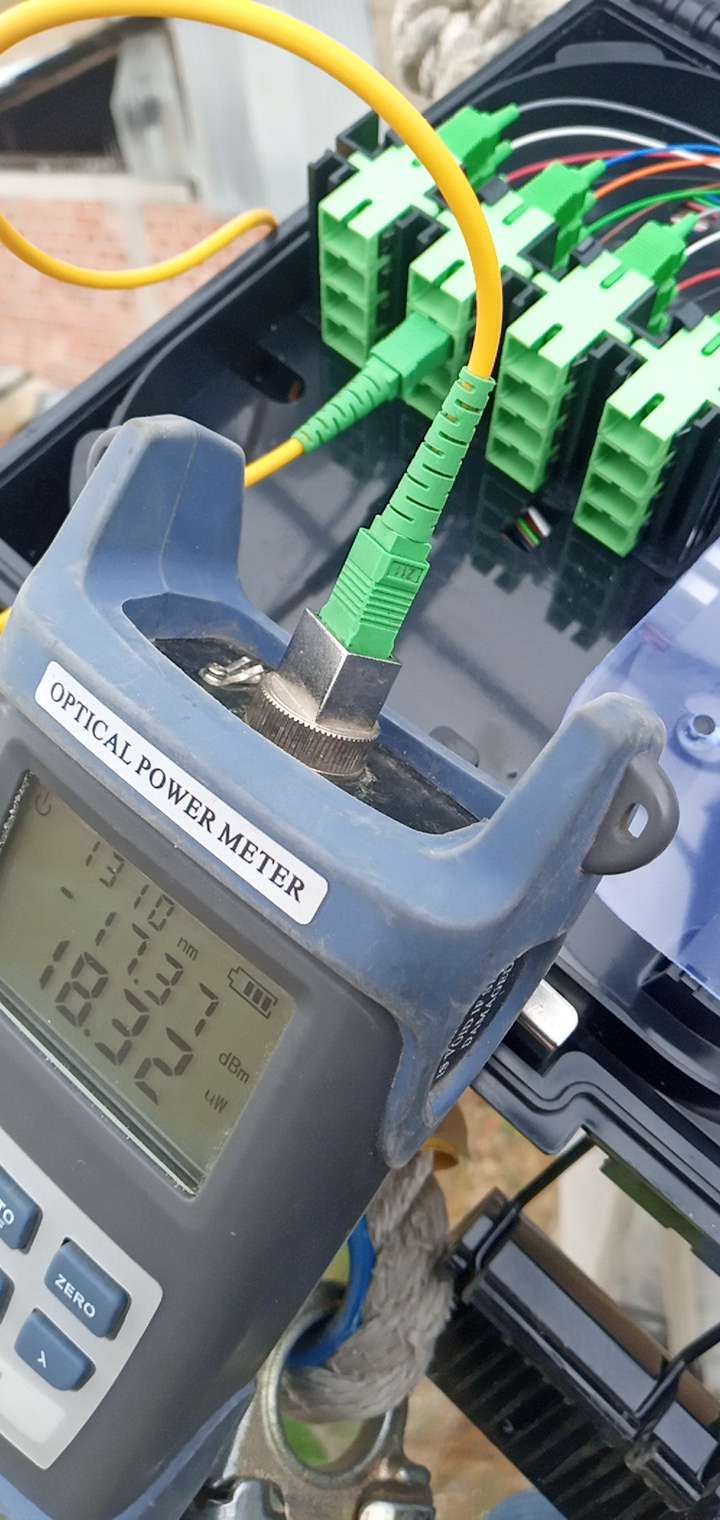 OPTICAL POWER METER
1310 nm
-17.37 dBm
18.32 uW
ZERO
λ